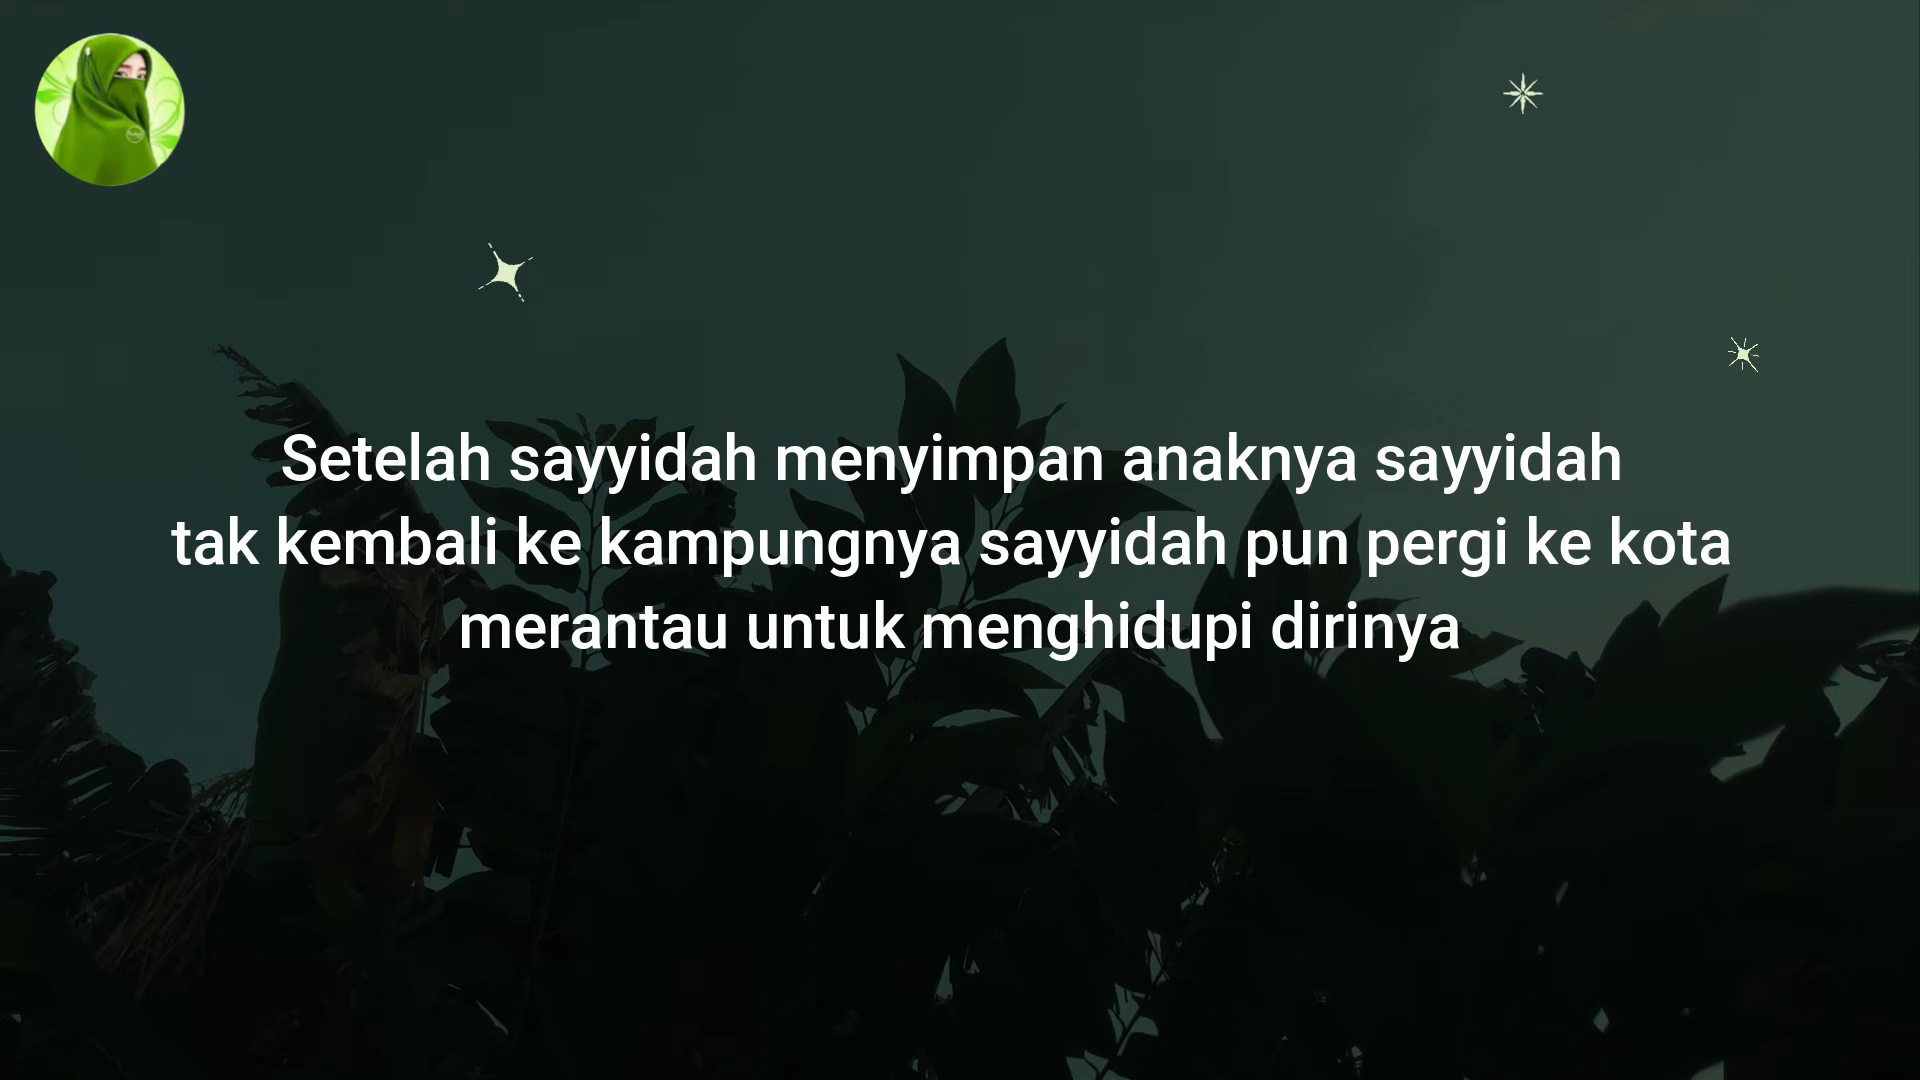 Setelah sayyidah menyimpan anaknya sayyidah
tak kembali ke kampungnya sayyidah pun pergi ke kota
merantau untuk menghidupi dirinya